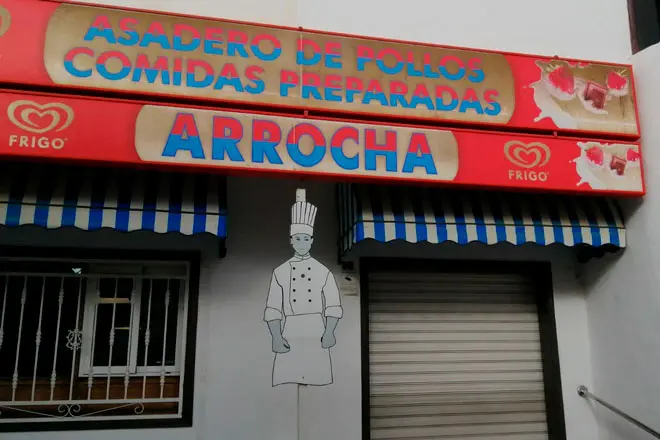 ASADERO DE POLLOS
COMIDAS PREPARADAS
ARROCHA
FRIGO
FRIGO